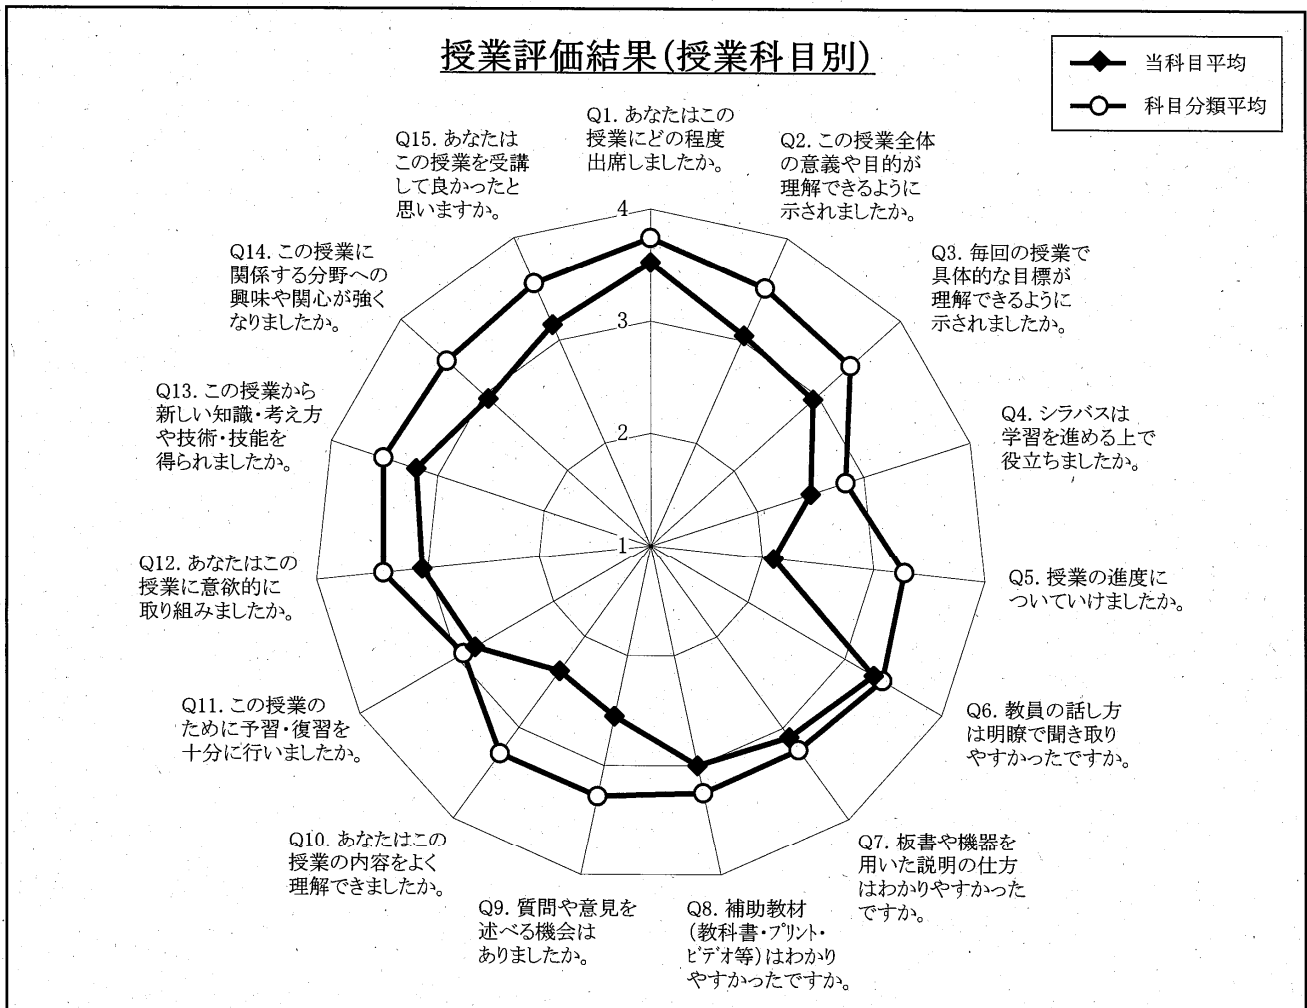 授業評価結果(授業科目別)
当科目平均
科目分類平均
Q1. あなたはこの
授業にどの程度
出席しましたか。
Q2. この授業全体
の意義や目的が
理解できるように
示されましたか。
Q3. 毎回の授業で
具体的な目標が
理解できるように
示されましたか。
Q4. シラバスは
学習を進める上で
役立ちましたか。
Q5. 授業の進度に
ついていけましたか。
Q6. 教員の話し方
は明瞭で聞き取り
やすかったですか。
Q7. 板書や機器を
用いた説明の仕方
はわかりやすかった
ですか。
Q8. 補助教材
(教科書・プリント・
ビデオ等)はわかり
やすかったですか。
Q9. 質問や意見を
述べる機会は
ありましたか。
Q10. あなたはこの
授業の内容をよく
理解できましたか。
Q11. この授業の
ために予習・復習を
十分に行いましたか。
Q12. あなたはこの
授業に意欲的に
取り組みましたか。
Q13. この授業から
新しい知識・考え方
や技術・技能を
得られましたか。
Q14. この授業に
関係する分野への
興味や関心が強く
なりましたか。
Q15. あなたは
この授業を受講
して良かったと
思いますか。
4
3
2
1